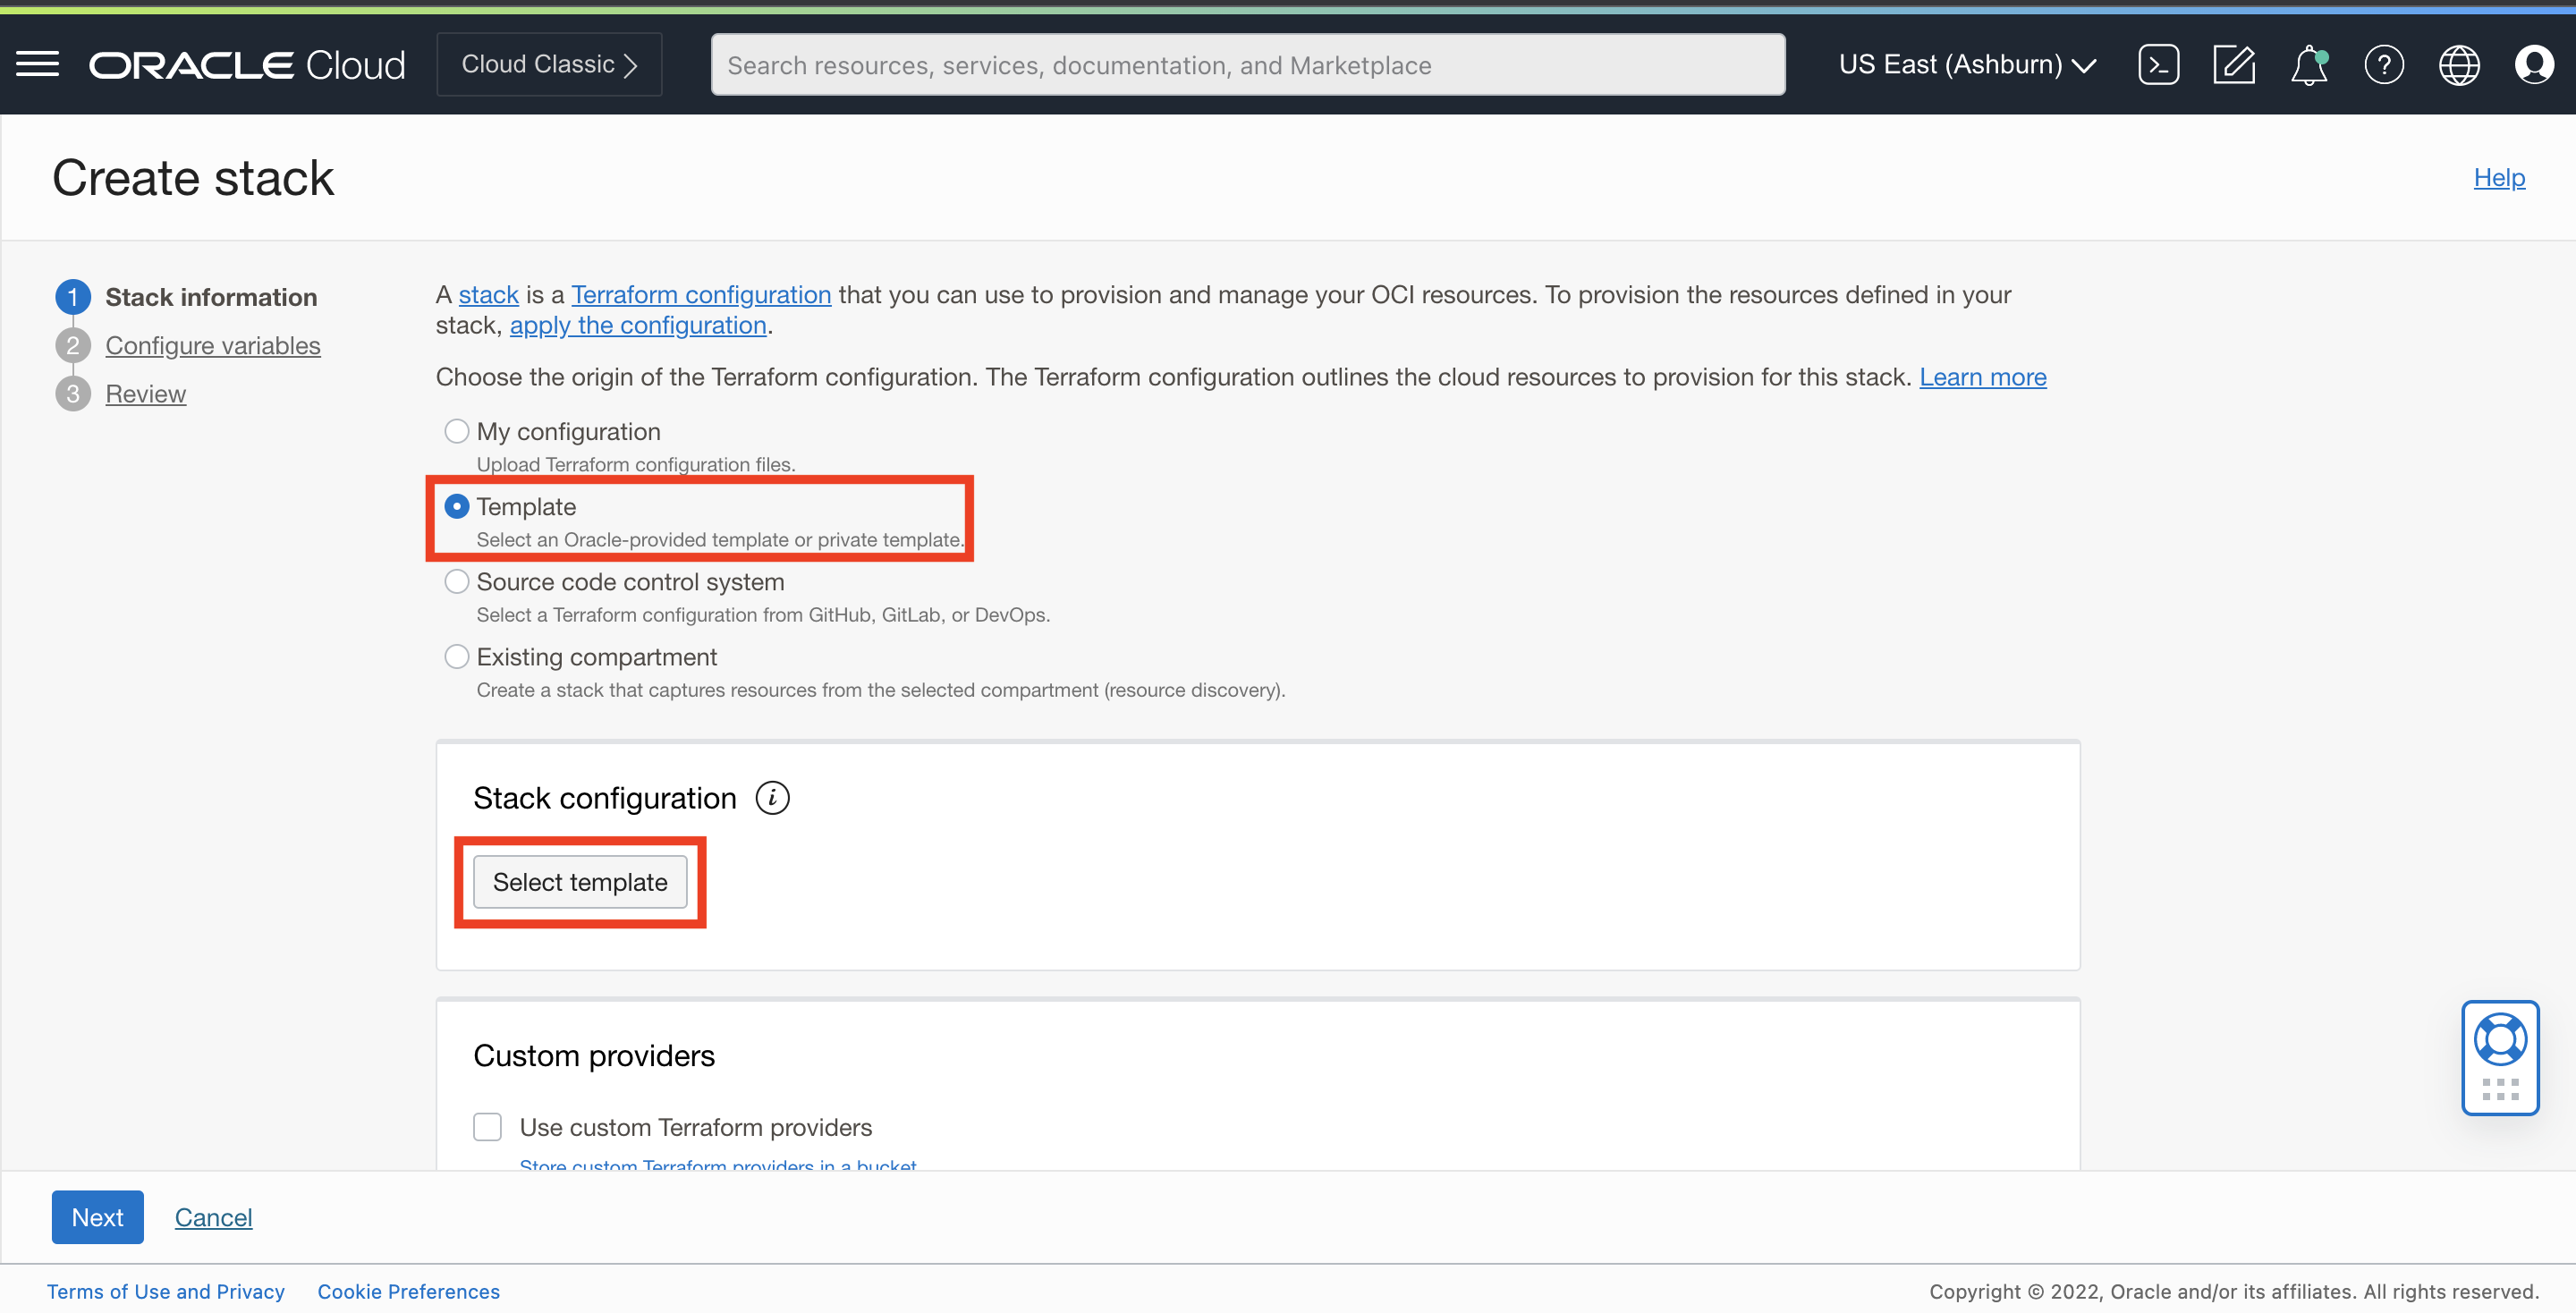 ORACLE Cloud
Cloud Classic
Search resources, services, documentation, and Marketplace
US East (Ashburn)
Create stack
Help
1 Stack information
2 Configure variables
3 Review
A stack is a Terraform configuration that you can use to provision and manage your OCI resources. To provision the resources defined in your
stack, apply the configuration.
Choose the origin of the Terraform configuration. The Terraform configuration outlines the cloud resources to provision for this stack. Learn more
My configuration
Upload Terraform configuration files.
Template
Select an Oracle-provided template or private template.
Source code control system
Select a Terraform configuration from GitHub, GitLab, or DevOps.
Existing compartment
Create a stack that captures resources from the selected compartment (resource discovery).
Stack configuration
Select template
Custom providers
Use custom Terraform providers
Store custom Terraform providers in a bucket
Next
Cancel
Terms of Use and Privacy
Cookie Preferences
Copyright © 2022, Oracle and/or its affiliates. All rights reserved.